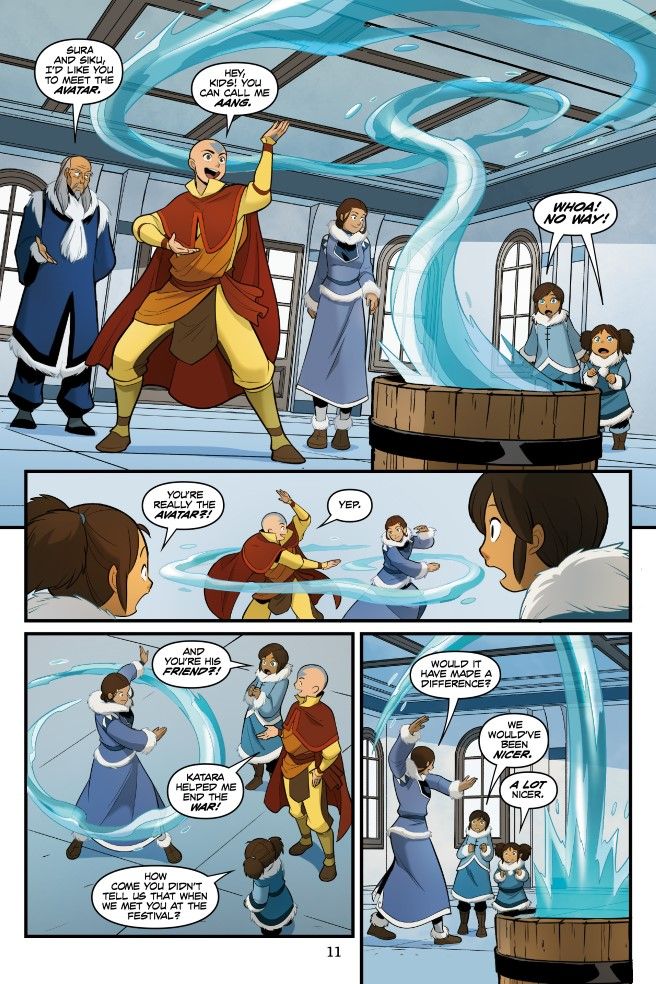 SURA
AND SIKU,
I'D LIKE YOU
TO MEET THE
AVATAR.
HEY,
KIDS! YOU
CAN CALL ME
AANG.
WHOA!
NO WAY!
YOU'RE
REALLY THE
AVATAR?!
YEP.
AND
YOU'RE HIS
FRIEND?!
KATARA
HELPED ME
END THE
WAR!
HOW
COME YOU DIDN'T
TELL US THAT WHEN
WE MET YOU AT THE
FESTIVAL?
WOULD IT
HAVE MADE A
DIFFERENCE?
WE
WOULD'VE
BEEN
NICER.
A LOT
NICER.
11